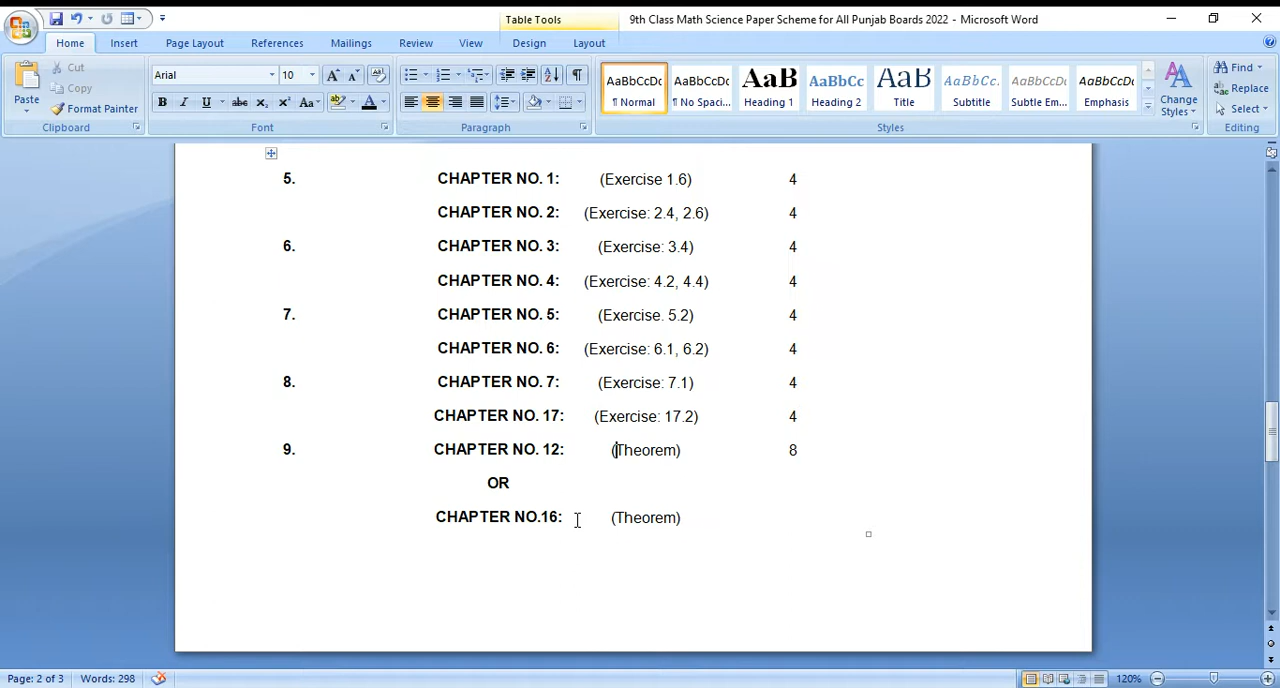 Table Tools
9th Class Math Science Paper Scheme for All Punjab Boards 2022 - Microsoft Word
Home Insert Page Layout References Mailings Review View Design Layout
Paste
Cut
Copy
Format Painter
Clipboard
Arial 10
B I U abc X₂ X² Aa
Font
Paragraph
AaBbCcDc AaBbCcDc AaB AaBbCc AaB AaBbCc. AaBbCcDc AaBbCcDc
¶ Normal ¶ No Spaci... Heading 1 Heading 2 Title Subtitle Subtle Em... Emphasis
Change Styles
Styles
Find
Replace
Select
Editing
5. CHAPTER NO. 1: (Exercise 1.6) 4
CHAPTER NO. 2: (Exercise: 2.4, 2.6) 4
6. CHAPTER NO. 3: (Exercise: 3.4) 4
CHAPTER NO. 4: (Exercise: 4.2, 4.4) 4
7. CHAPTER NO. 5: (Exercise. 5.2) 4
CHAPTER NO. 6: (Exercise: 6.1, 6.2) 4
8. CHAPTER NO. 7: (Exercise: 7.1) 4
CHAPTER NO. 17: (Exercise: 17.2) 4
9. CHAPTER NO. 12: (Theorem) 8
OR
CHAPTER NO.16: (Theorem)
Page: 2 of 3 Words: 298 120%